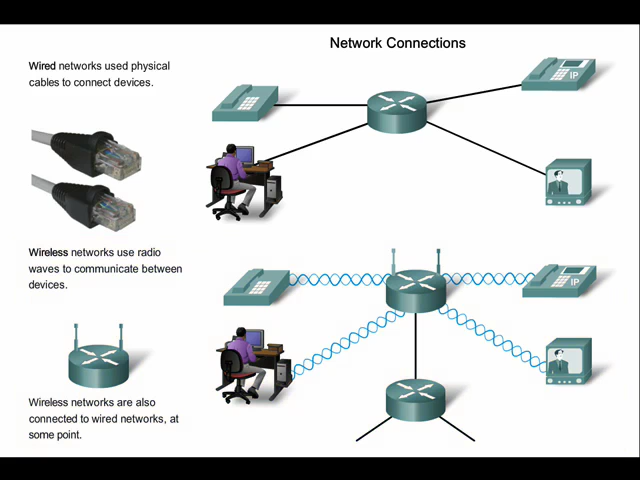 Network Connections
Wired networks used physical
cables to connect devices.
IP
Wireless networks use radio
waves to communicate between
devices.
IP
Wireless networks are also
connected to wired networks, at
some point.